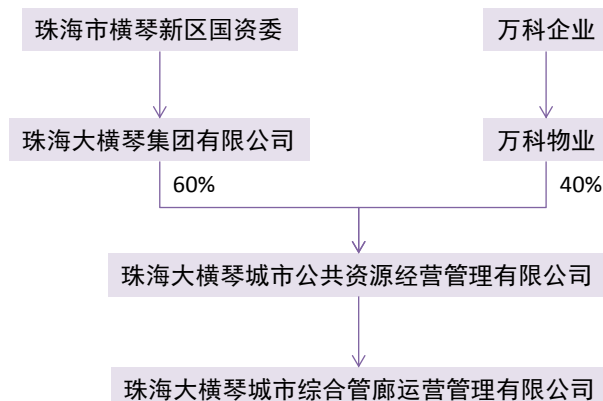 珠海市横琴新区国资委
万科企业
珠海大横琴集团有限公司
万科物业
60%
40%
珠海大横琴城市公共资源经营管理有限公司
珠海大横琴城市综合管廊运营管理有限公司